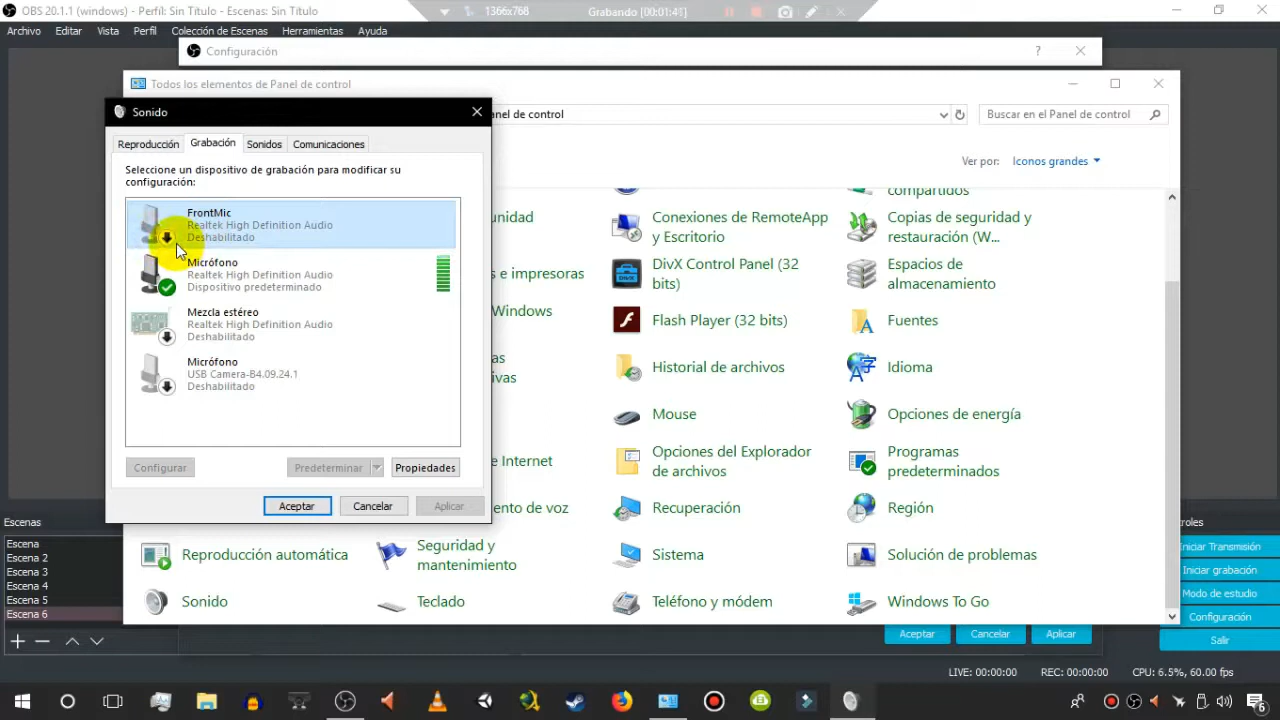 OBS 20.1.1 (windows) - Perfil: Sin Título - Escenas: Sin Título
1366x768
Grabando [00:01:41]
Archivo Editar Vista Perfil Colección de Escenas Herramientas Ayuda
Configuración
?
Todos los elementos de Panel de control
anel de control
Buscar en el Panel de control
Ver por: Iconos grandes
Sonido
Reproducción Grabación Sonidos Comunicaciones
Seleccione un dispositivo de grabación para modificar su
configuración:
FrontMic
Realtek High Definition Audio
Deshabilitado
Micrófono
Realtek High Definition Audio
Dispositivo predeterminado
Mezcla estéreo
Realtek High Definition Audio
Deshabilitado
Micrófono
USB Camera-B4.09.24.1
Deshabilitado
Configurar Predeterminar Propiedades
Aceptar Cancelar Aplicar
compartidos
unidad
Conexiones de RemoteApp
y Escritorio
Copias de seguridad y
restauración (W...
s e impresoras
DivX Control Panel (32
bits)
Espacios de
almacenamiento
Windows
Flash Player (32 bits)
Fuentes
as
ivas
Historial de archivos
Idioma
Mouse
Opciones de energía
e Internet
Opciones del Explorador
de archivos
Programas
predeterminados
ento de voz
Recuperación
Región
Reproducción automática
Seguridad y
mantenimiento
Sistema
Solución de problemas
Sonido
Teclado
Teléfono y módem
Windows To Go
Escenas
Escena
Escena 2
Escena 3
Escena 4
Escena 5
Escena 6
roles
Iniciar Transmisión
Iniciar grabación
Modo de estudio
Configuración
Salir
Aceptar Cancelar Aplicar
LIVE: 00:00:00 REC: 00:00:00 CPU: 6.5%, 60.00 fps
6